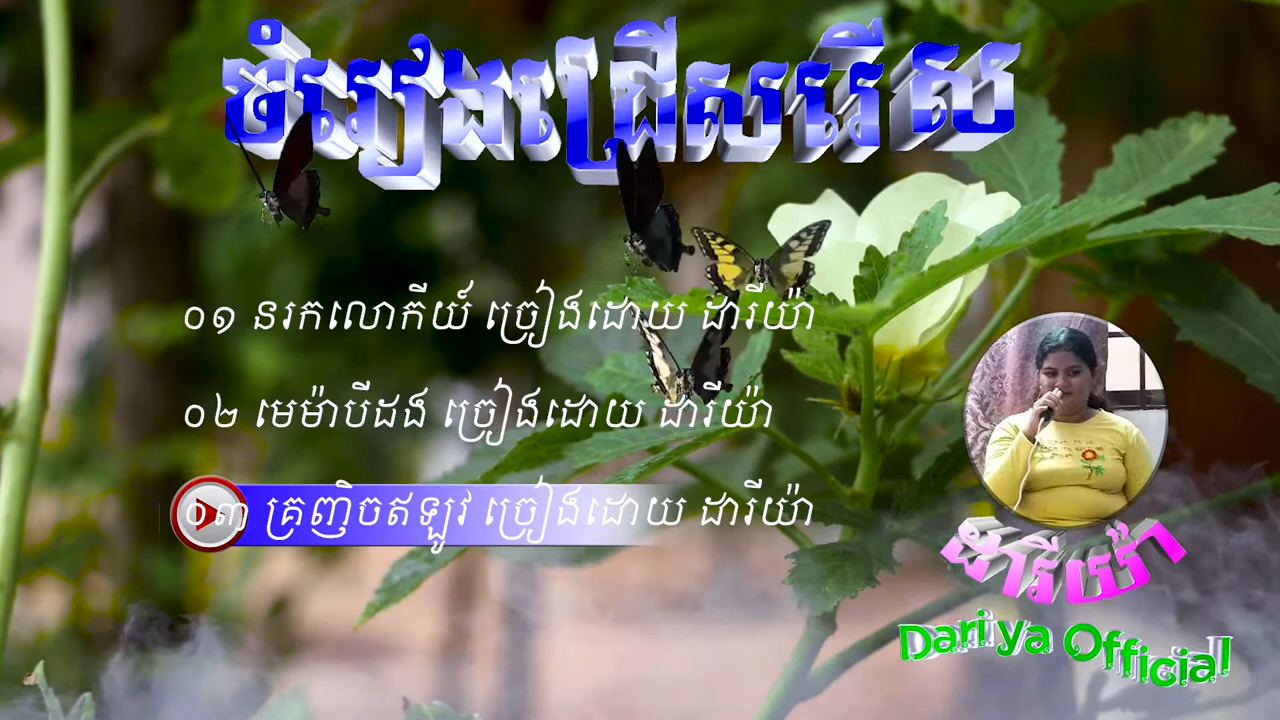 ចំរៀងជ្រើសរើស
០១ នរកលោកីយ៍ ច្រៀងដោយ ដារីយ៉ា
០២ មេម៉ាបីដង ច្រៀងដោយ ដារីយ៉ា
០៣ គ្រញិចឥឡូវ ច្រៀងដោយ ដារីយ៉ា
ដារីយ៉ា
Dariya Official